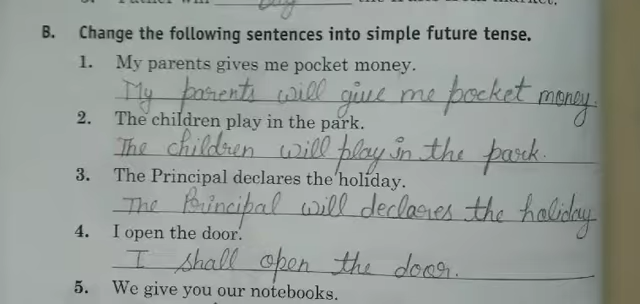 B. Change the following sentences into simple future tense.
1. My parents gives me pocket money.
My parents will give me pocket money.
2. The children play in the park.
The children will play in the park.
3. The Principal declares the holiday.
The Principal will declares the holiday
4. I open the door.
I shall open the door.
5. We give you our notebooks.